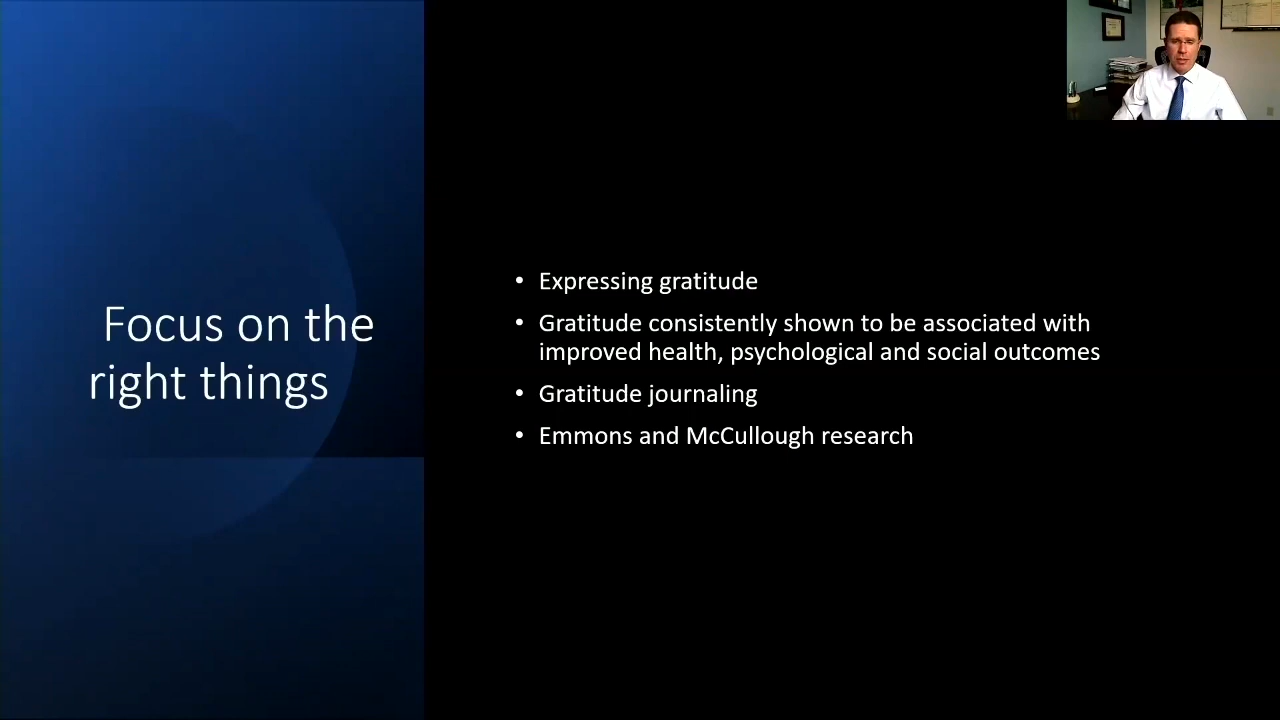 Focus on the
right things
• Expressing gratitude
• Gratitude consistently shown to be associated with
improved health, psychological and social outcomes
• Gratitude journaling
• Emmons and McCullough research